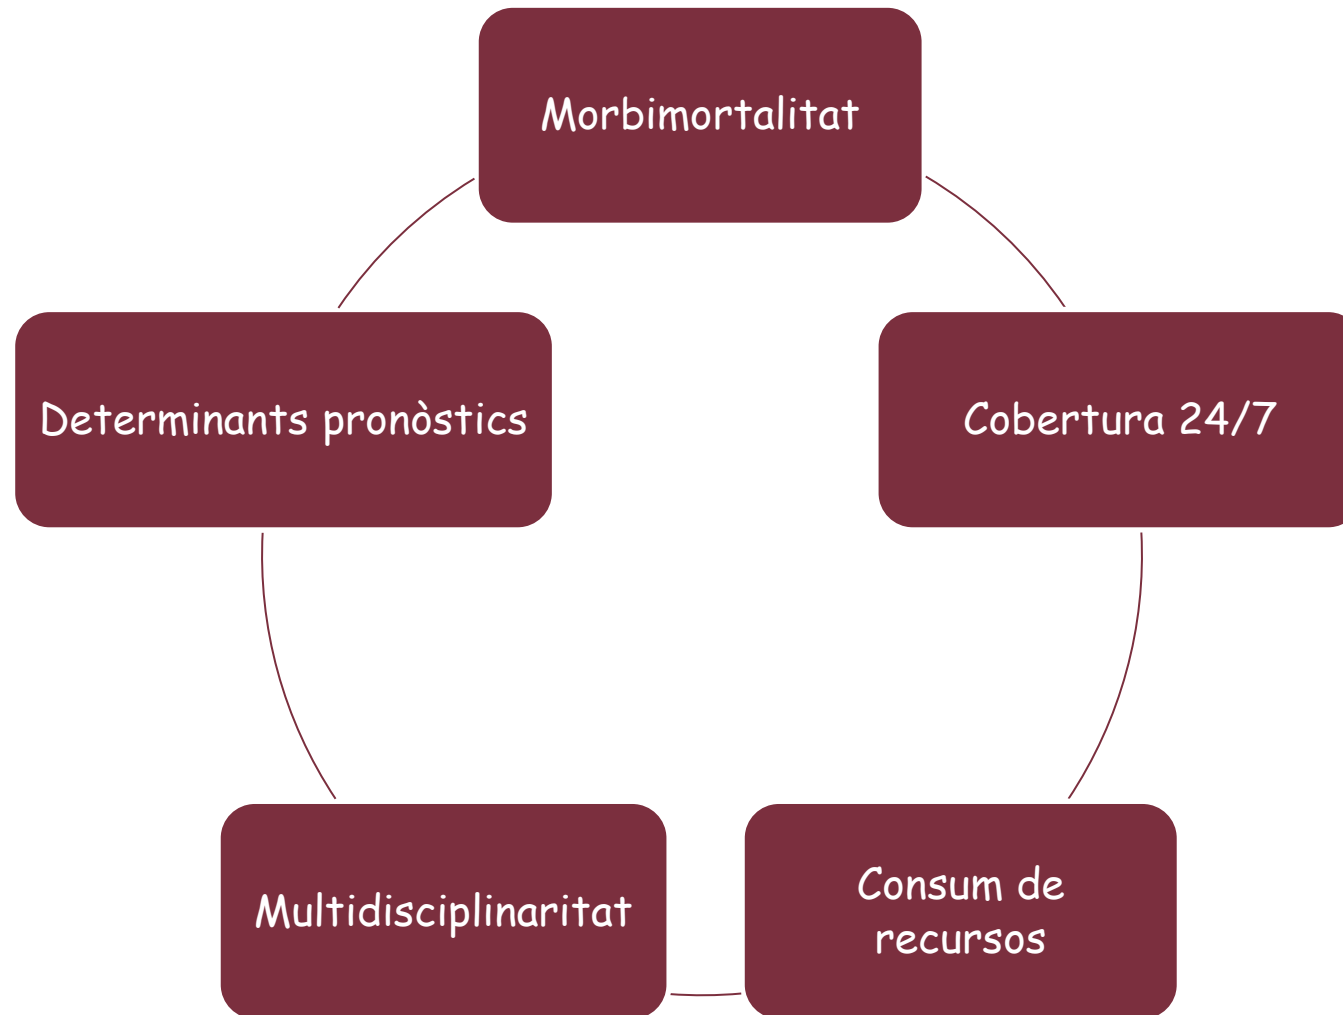 Morbimortalitat
Determinants pronòstics
Cobertura 24/7
Multidisciplinaritat
Consum de
recursos